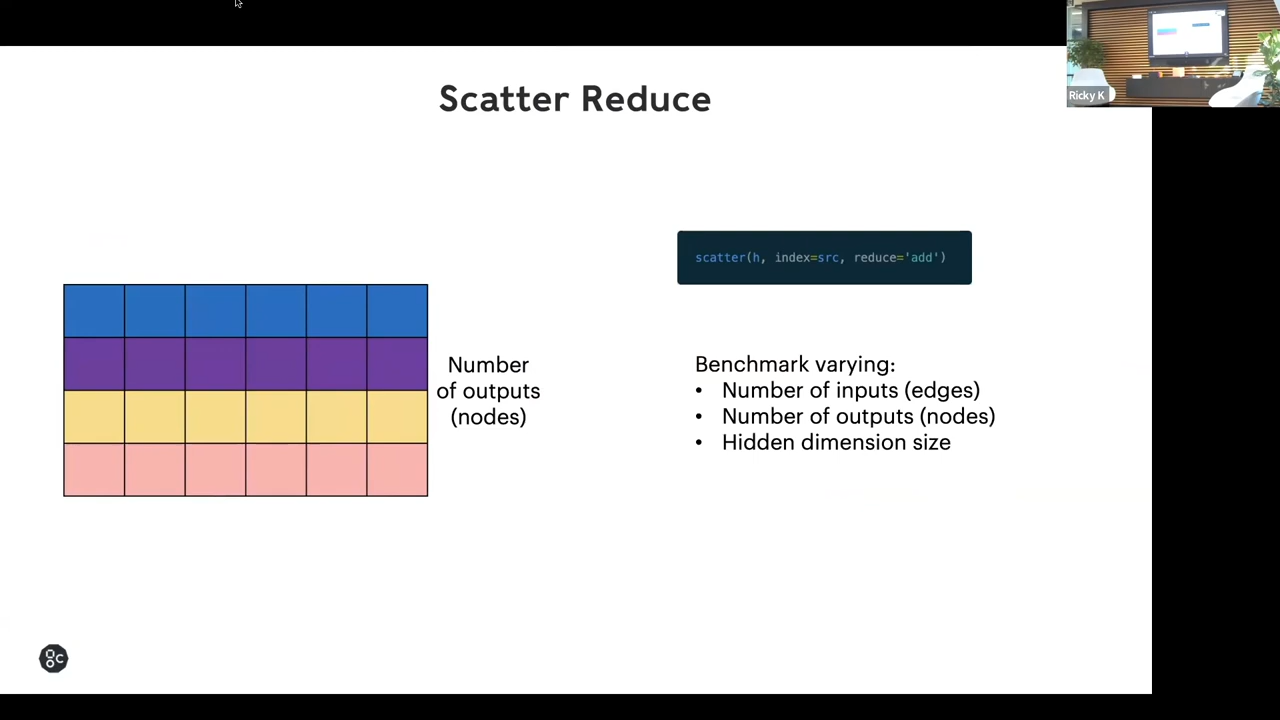 Scatter Reduce
Ricky K
scatter(h, index=src, reduce='add')
Number
of outputs
(nodes)
Benchmark varying:
• Number of inputs (edges)
• Number of outputs (nodes)
• Hidden dimension size